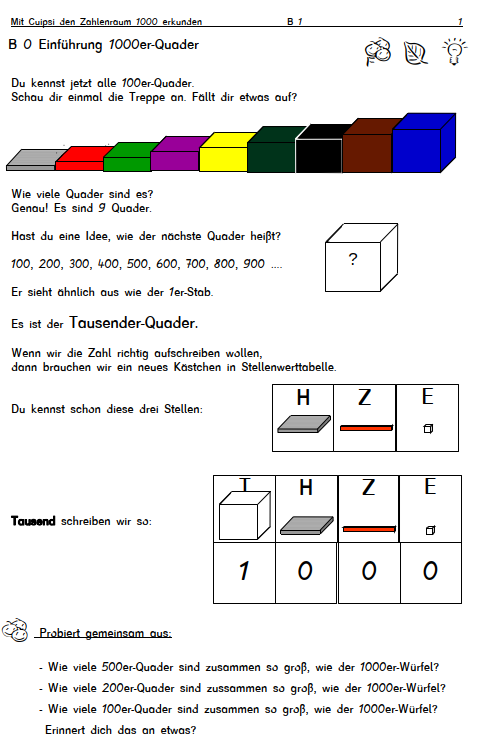 Mit Cuipsi den Zahlenraum 1000 erkunden B 1 1
B 0 Einführung 1000er-Quader
Du kennst jetzt alle 100er-Quader.
Schau dir einmal die Treppe an. Fällt dir etwas auf?
Wie viele Quader sind es?
Genau! Es sind 9 Quader.
Hast du eine Idee, wie der nächste Quader heißt?
?
100, 200, 300, 400, 500, 600, 700, 800, 900 ....
Er sieht ähnlich aus wie der 1er-Stab.
Es ist der Tausender-Quader.
Wenn wir die Zahl richtig aufschreiben wollen,
dann brauchen wir ein neues Kästchen in Stellenwerttabelle.
H Z E
Du kennst schon diese drei Stellen:
T H Z E
Tausend schreiben wir so:
1 0 0 0
Probiert gemeinsam aus:
- Wie viele 500er-Quader sind zusammen so groß, wie der 1000er-Würfel?
- Wie viele 200er-Quader sind zussammen so groß, wie der 1000er-Würfel?
- Wie viele 100er-Quader sind zusammen so groß, wie der 1000er-Würfel?
Erinnert dich das an etwas?